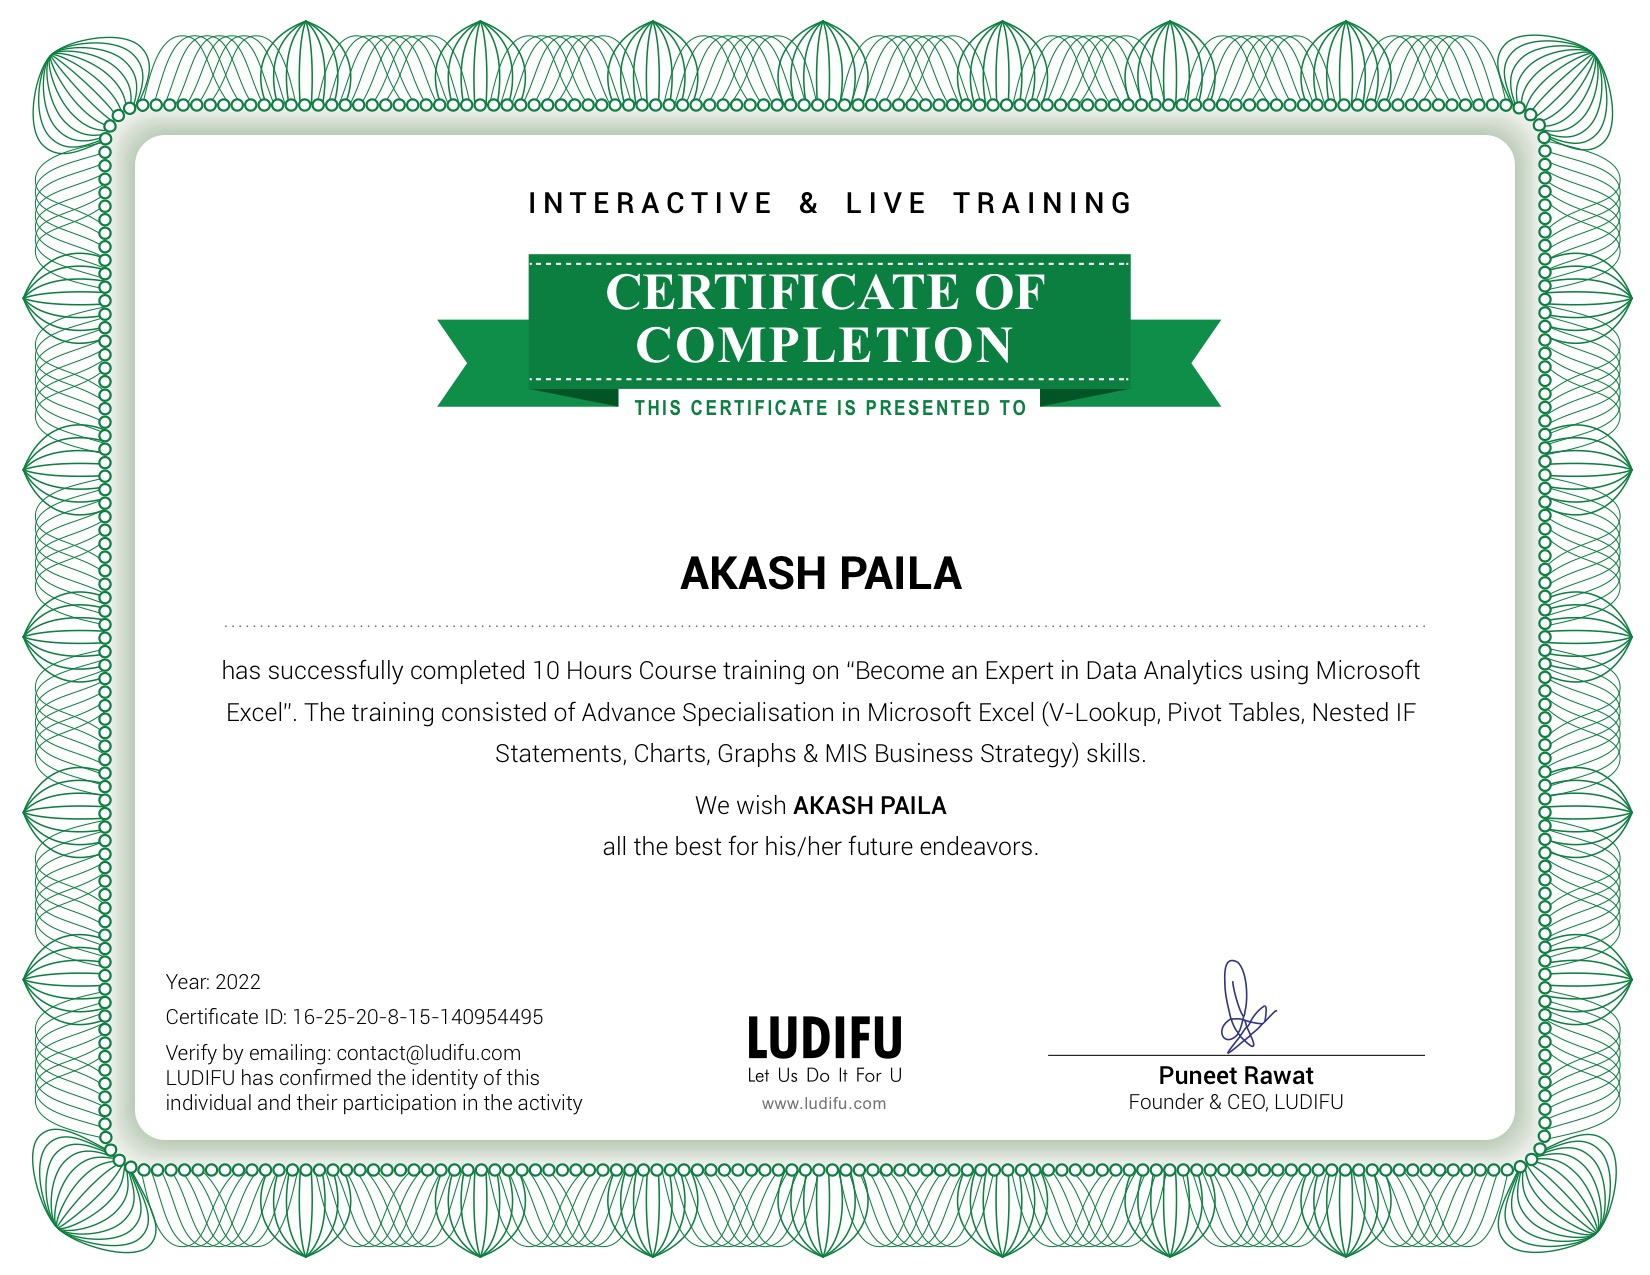 INTERACTIVE & LIVE TRAINING
CERTIFICATE OF
COMPLETION
THIS CERTIFICATE IS PRESENTED TO
AKASH PAILA
has successfully completed 10 Hours Course training on “Become an Expert in Data Analytics using Microsoft
Excel”. The training consisted of Advance Specialisation in Microsoft Excel (V-Lookup, Pivot Tables, Nested IF
Statements, Charts, Graphs & MIS Business Strategy) skills.
We wish AKASH PAILA
all the best for his/her future endeavors.
Year: 2022
Certificate ID: 16-25-20-8-15-140954495
Verify by emailing: contact@ludifu.com
LUDIFU has confirmed the identity of this
individual and their participation in the activity
LUDIFU
Let Us Do It For U
www.ludifu.com
Puneet Rawat
Founder & CEO, LUDIFU